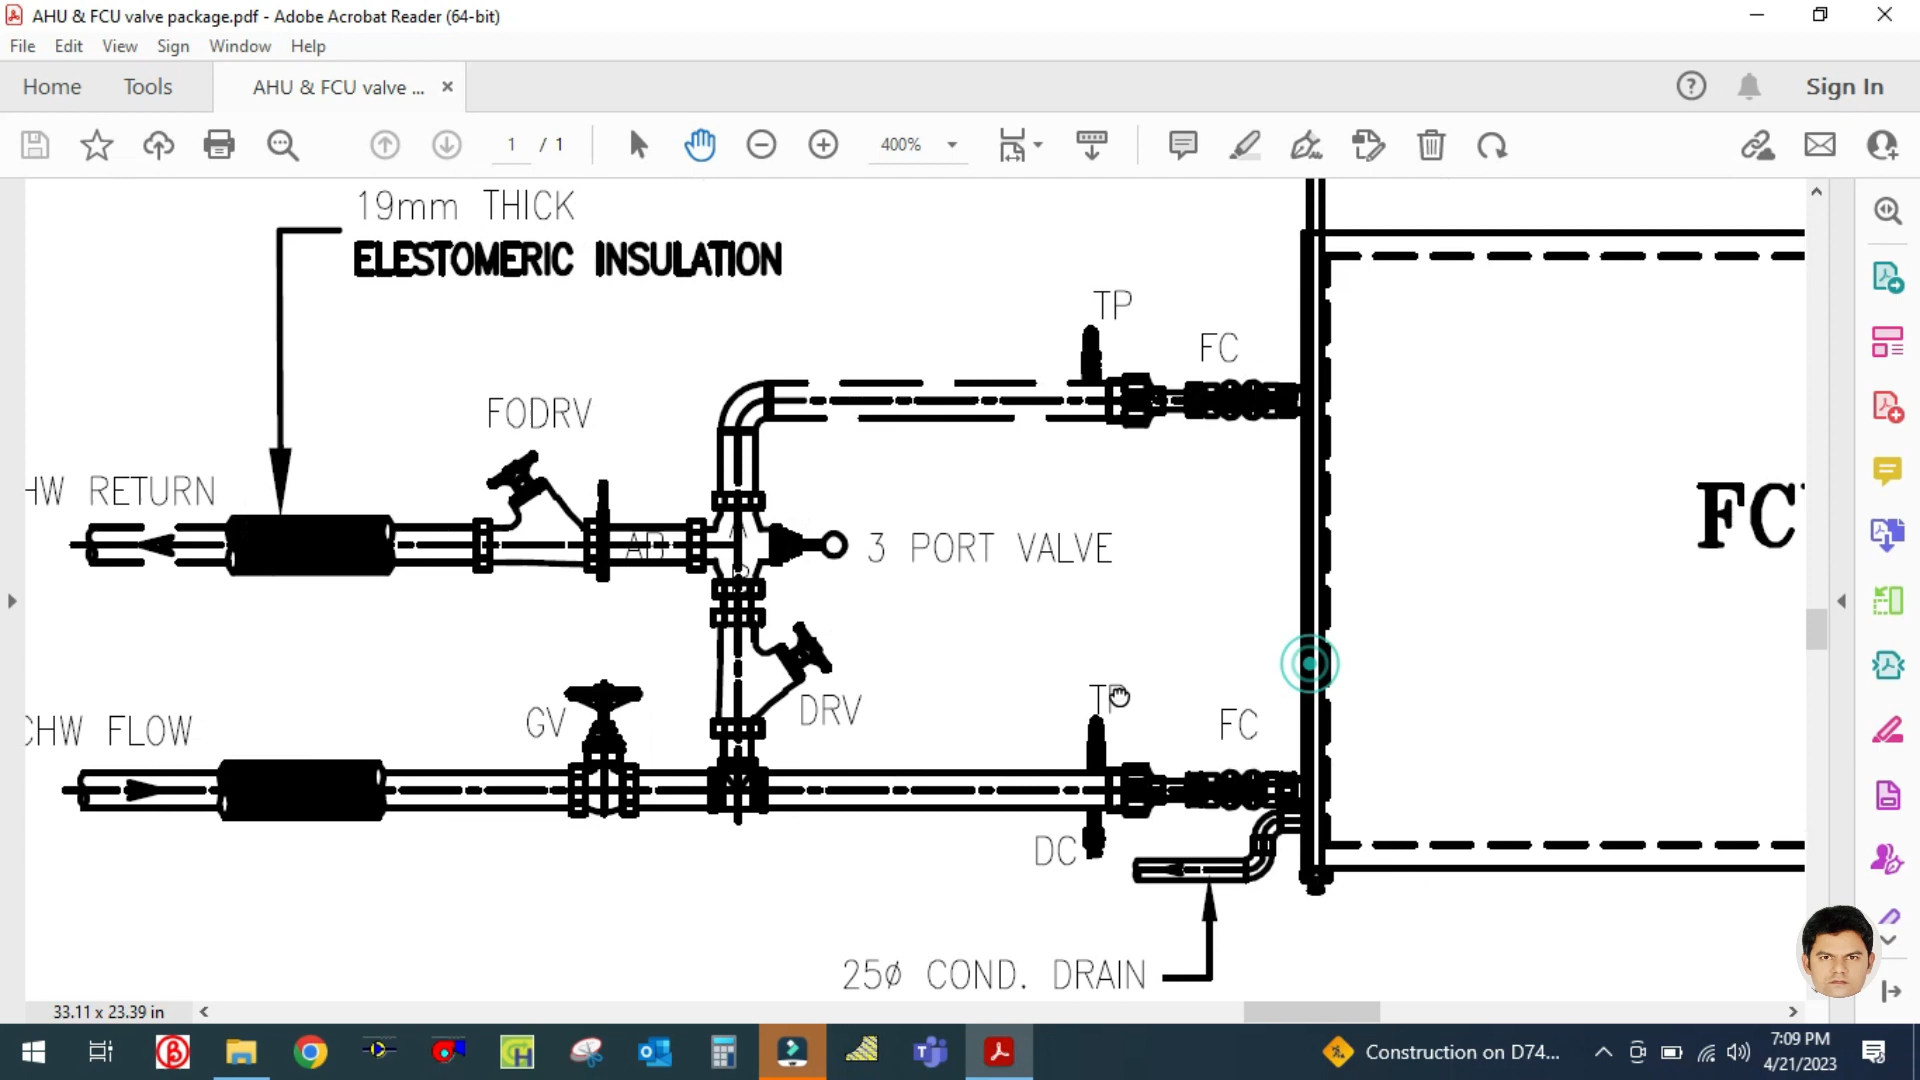 AHU & FCU valve package.pdf - Adobe Acrobat Reader (64-bit)
File Edit View Sign Window Help
Home Tools AHU & FCU valve ... × Sign In
1 / 1 400%
19mm THICK
ELESTOMERIC INSULATION
TP
FC
FODRV
HW RETURN
AB
A
B
3 PORT VALVE
FC
TP
DRV
GV
FC
CHW FLOW
DC
25ø COND. DRAIN
33.11 x 23.39 in
Construction on D74...
7:09 PM
4/21/2023